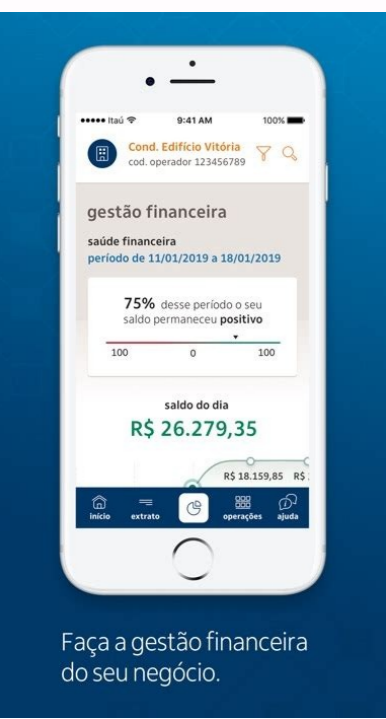 Itaú 9:41 AM 100%
Cond. Edifício Vitória
cod. operador 123456789
gestão financeira
saúde financeira
período de 11/01/2019 a 18/01/2019
75% desse período o seu
saldo permaneceu positivo
100 0 100
saldo do dia
R$ 26.279,35
R$ 18.159,85 R$
início extrato operações ajuda
Faça a gestão financeira
do seu negócio.